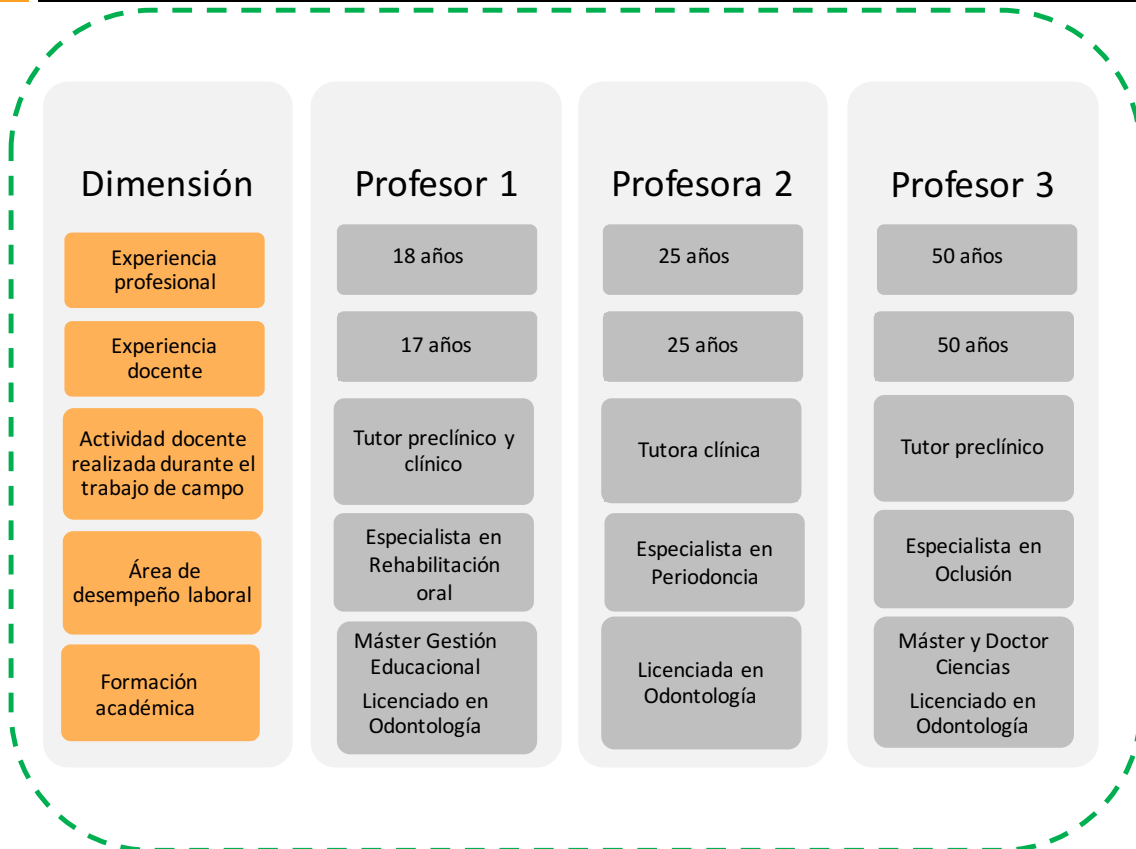 Dimensión
Experiencia
profesional
Experiencia
docente
Actividad docente
realizada durante el
trabajo de campo
Área de
desempeño laboral
Formación
académica
Profesor 1
18 años
17 años
Tutor preclínico y
clínico
Especialista en
Rehabilitación
oral
Máster Gestión
Educacional
Licenciado en
Odontología
Profesora 2
25 años
25 años
Tutora clínica
Especialista en
Periodoncia
Licenciada en
Odontología
Profesor 3
50 años
50 años
Tutor preclínico
Especialista en
Oclusión
Máster y Doctor
Ciencias
Licenciado en
Odontología